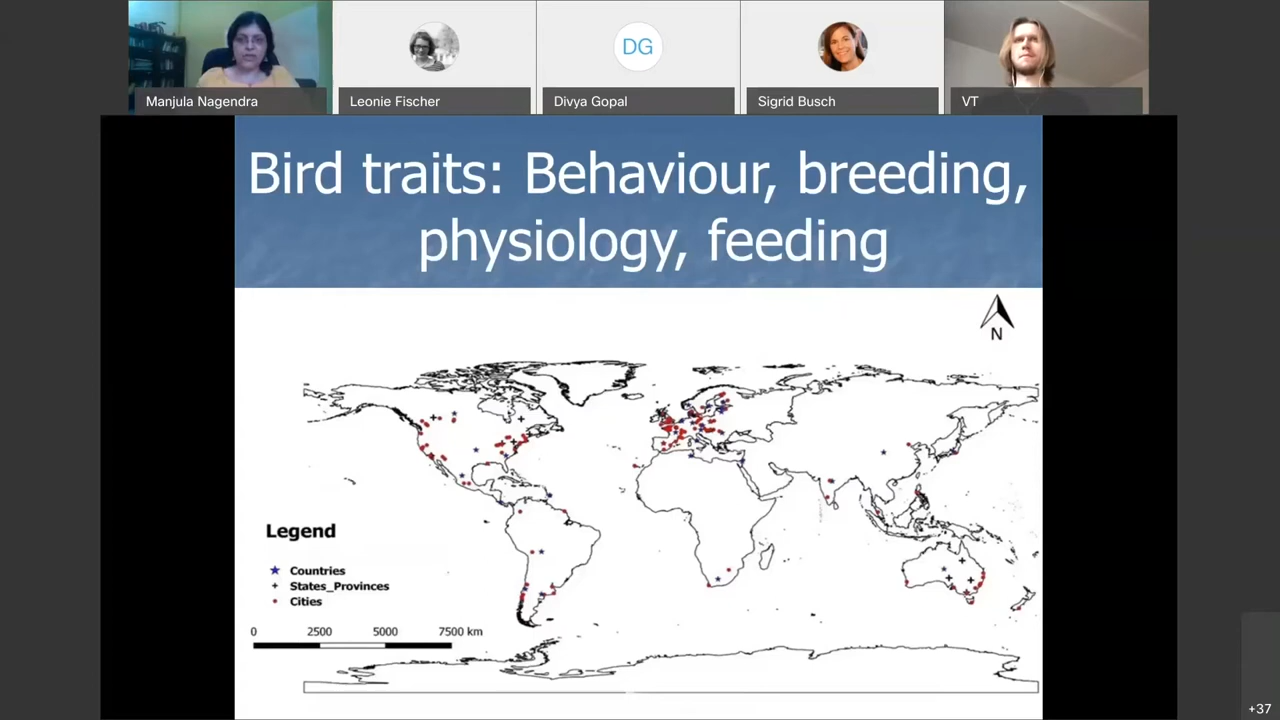 Manjula Nagendra
Leonie Fischer
DG
Divya Gopal
Sigrid Busch
VT
Bird traits: Behaviour, breeding,
physiology, feeding
N
Legend
Countries
States_Provinces
Cities
0 2500 5000 7500 km
+37